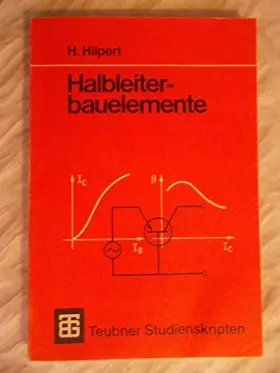 H. Hilpert
Halbleiter-
bauelemente
I_C
β
I_B
I_C
Teubner Studienskripten